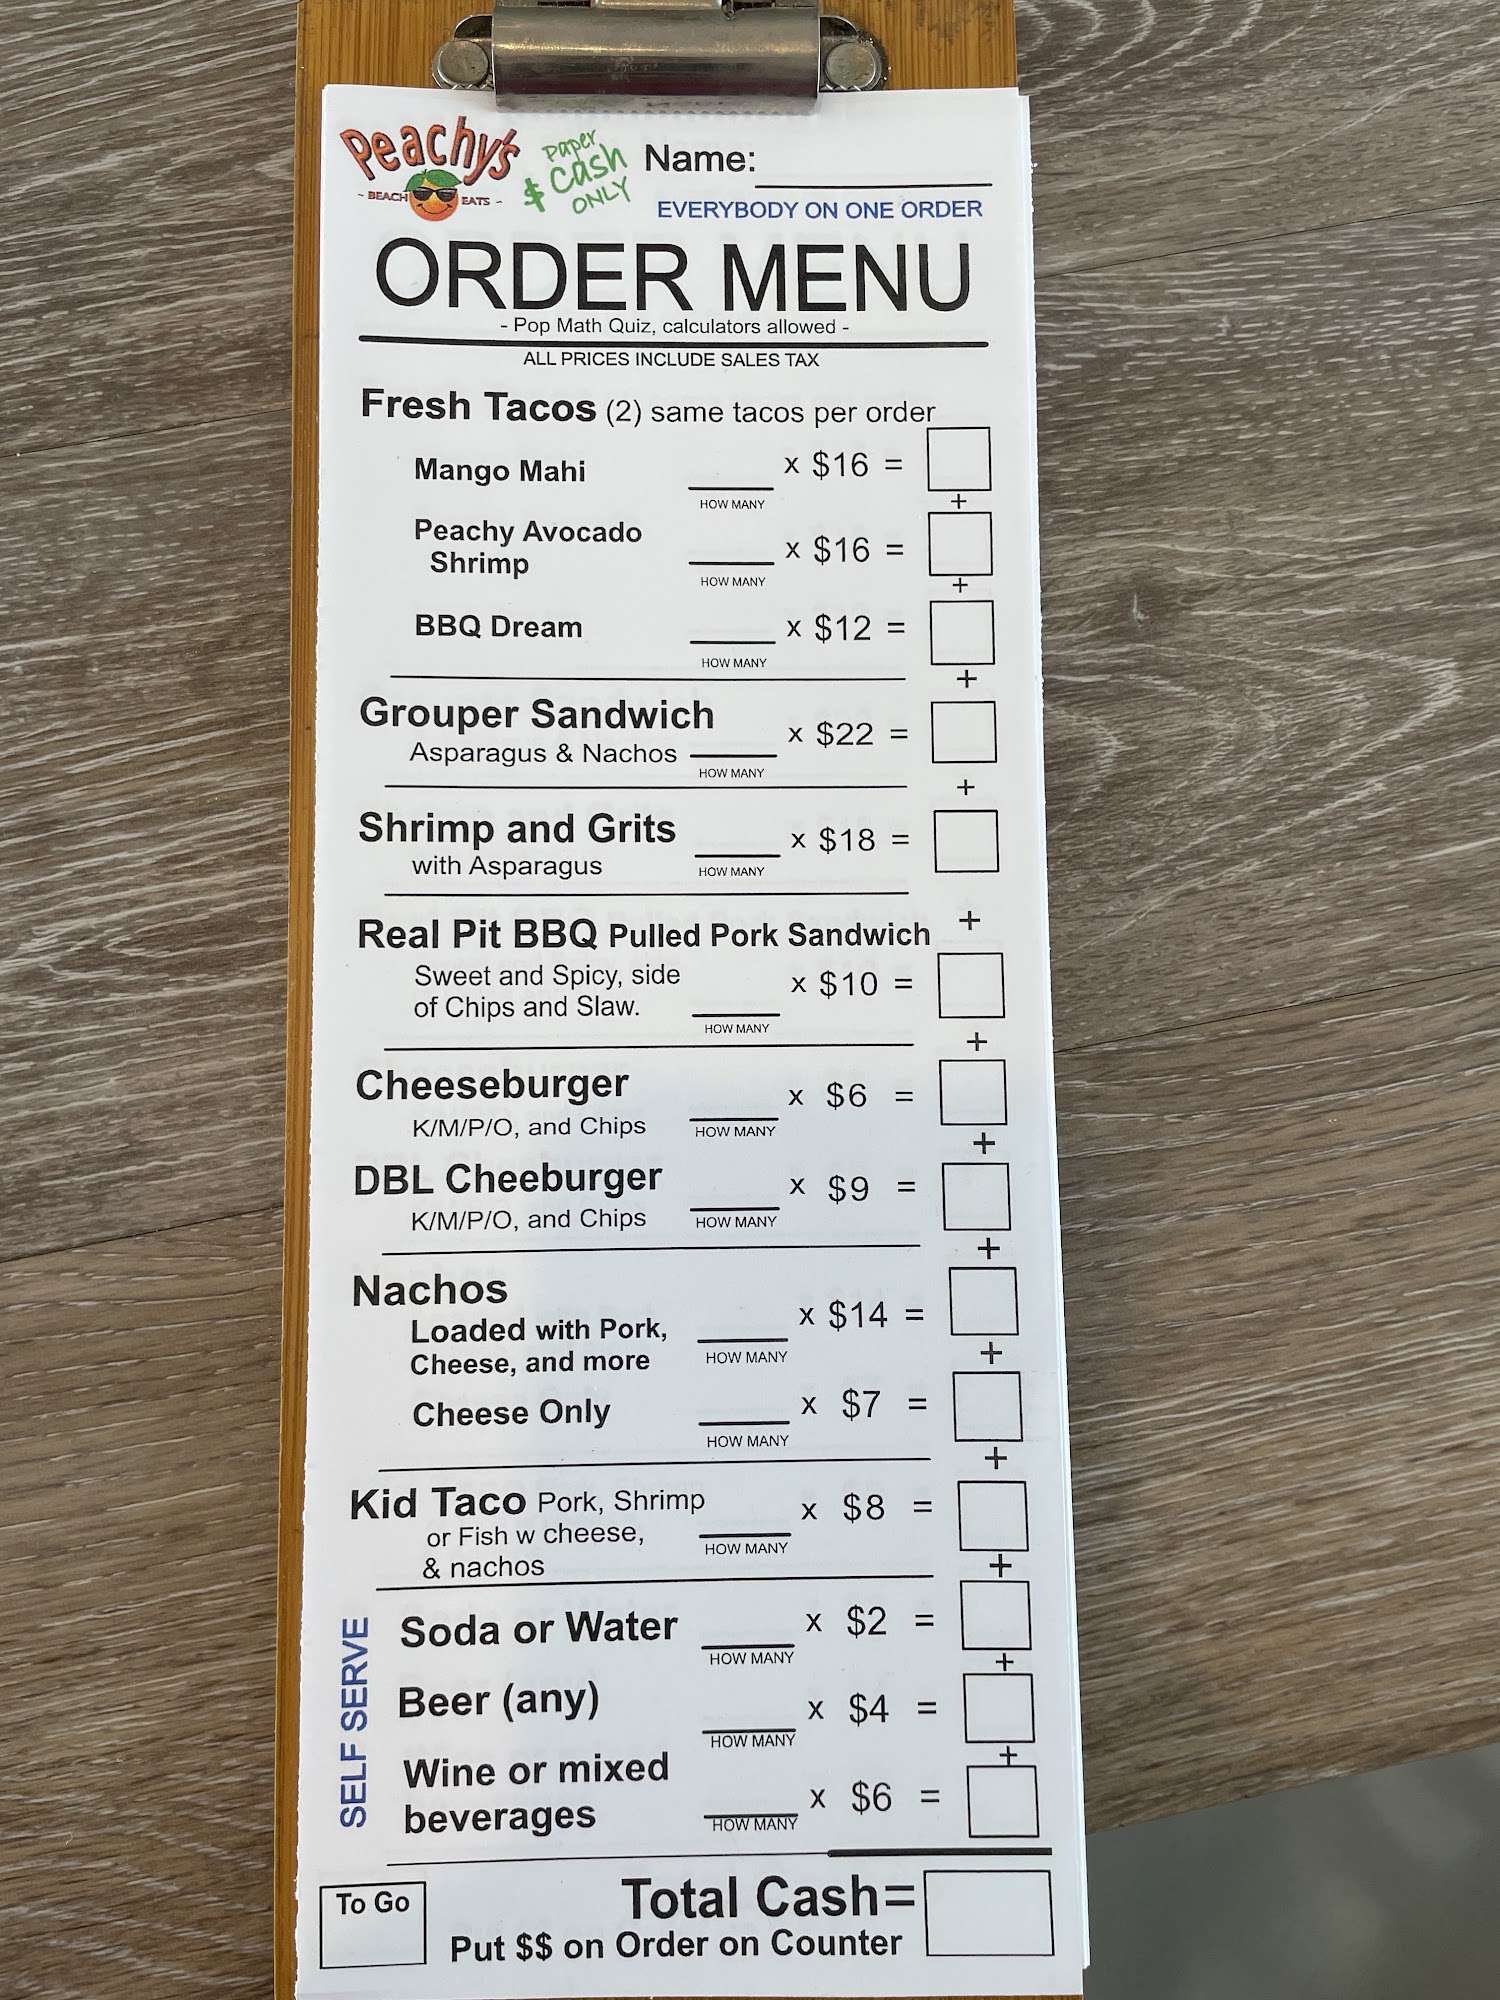 Peachy's
~ BEACH EATS ~
paper
$ cash
ONLY
Name:
EVERYBODY ON ONE ORDER
ORDER MENU
- Pop Math Quiz, calculators allowed -
ALL PRICES INCLUDE SALES TAX
Fresh Tacos (2) same tacos per order
Mango Mahi x $16 =
HOW MANY
+
Peachy Avocado
Shrimp x $16 =
HOW MANY
+
BBQ Dream x $12 =
HOW MANY
+
Grouper Sandwich x $22 =
Asparagus & Nachos
HOW MANY
+
Shrimp and Grits x $18 =
with Asparagus HOW MANY
+
Real Pit BBQ Pulled Pork Sandwich
Sweet and Spicy, side x $10 =
of Chips and Slaw.
HOW MANY
+
Cheeseburger x $6 =
K/M/P/O, and Chips HOW MANY
+
DBL Cheeburger x $9 =
K/M/P/O, and Chips HOW MANY
+
Nachos
Loaded with Pork, x $14 =
Cheese, and more HOW MANY
+
Cheese Only x $7 =
HOW MANY
+
Kid Taco Pork, Shrimp x $8 =
or Fish w cheese, HOW MANY
& nachos
+
SELF SERVE
Soda or Water x $2 =
HOW MANY
+
Beer (any) x $4 =
HOW MANY
+
Wine or mixed
beverages x $6 =
HOW MANY
To Go
Total Cash=
Put $$ on Order on Counter